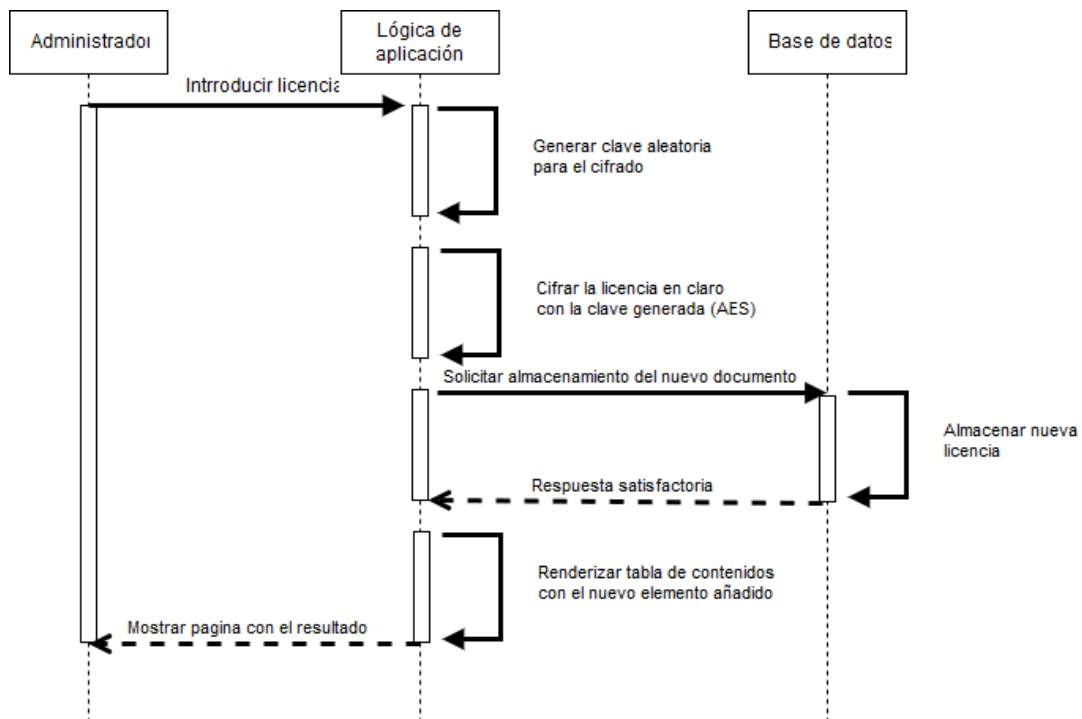 Administrador
Lógica de
aplicación
Base de datos
Intrroducir licencia
Generar clave aleatoria
para el cifrado
Cifrar la licencia en claro
con la clave generada (AES)
Solicitar almacenamiento del nuevo documento
Almacenar nueva
licencia
Respuesta satisfactoria
Renderizar tabla de contenidos
con el nuevo elemento añadido
Mostrar pagina con el resultado